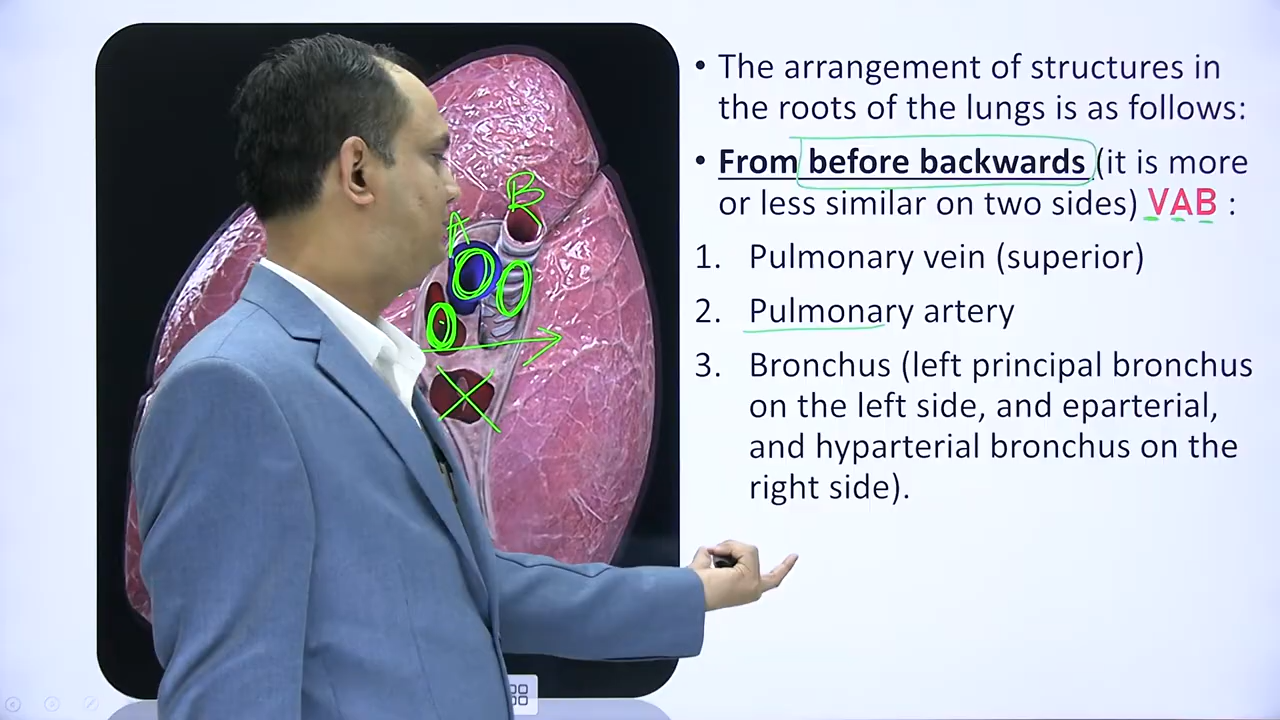 • The arrangement of structures in
the roots of the lungs is as follows:
• From before backwards (it is more
or less similar on two sides) VAB :
1. Pulmonary vein (superior)
2. Pulmonary artery
3. Bronchus (left principal bronchus
on the left side, and eparterial,
and hyparterial bronchus on the
right side).
B
A